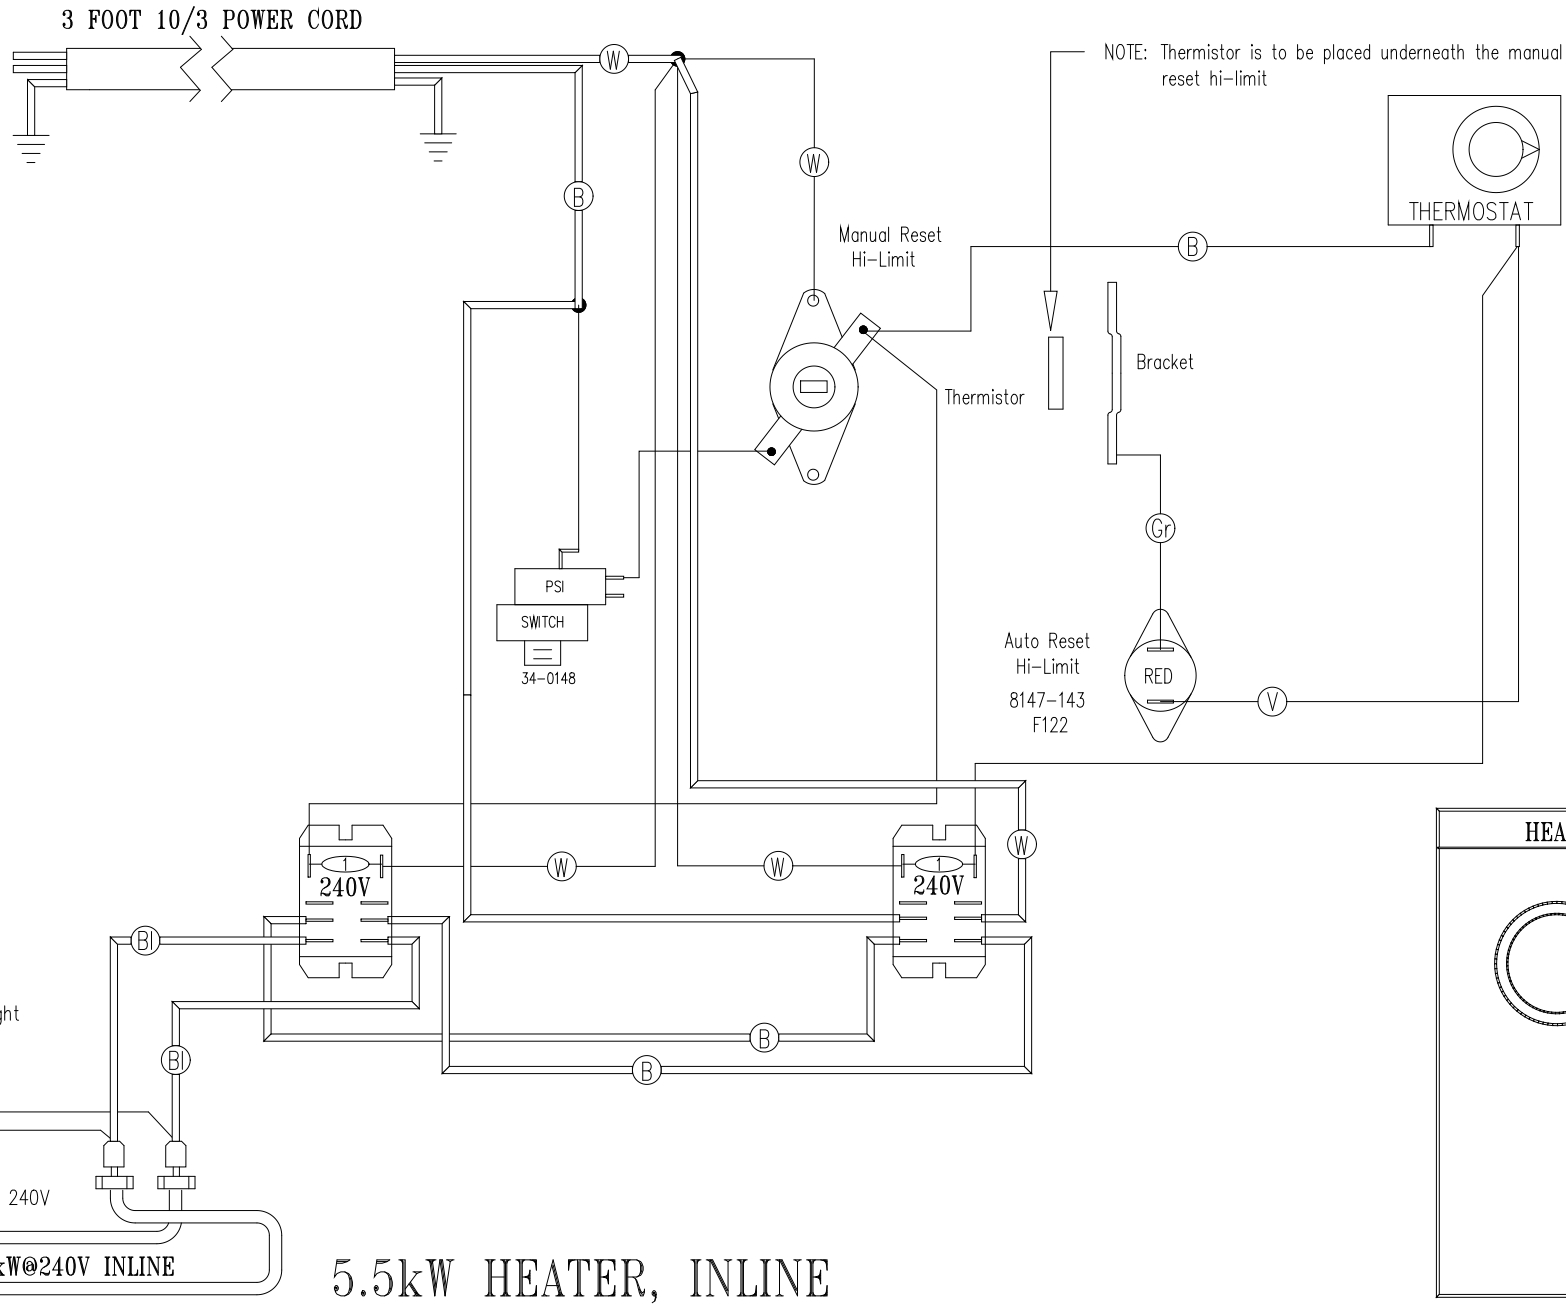 3 FOOT 10/3 POWER CORD
W
NOTE: Thermistor is to be placed underneath the manual
reset hi-limit
W
B
THERMOSTAT
Manual Reset
Hi-Limit
B
Bracket
Thermistor
Gr
PSI
SWITCH
34-0148
Auto Reset
Hi-Limit
8147-143
F122
RED
V
HEA
W
1
240V
W
W
1
240V
Bl
ght
B
Bl
B
240V
kW@240V INLINE
5.5kW HEATER, INLINE